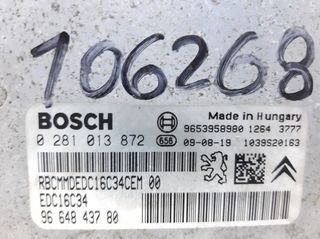 106268
BOSCH
Made in Hungary
9653958980 1264 3777
0 281 013 872 656 09-08-19 1039S20163
RBCMMDEDC16C34CEM 00
EDC16C34
96 648 437 80